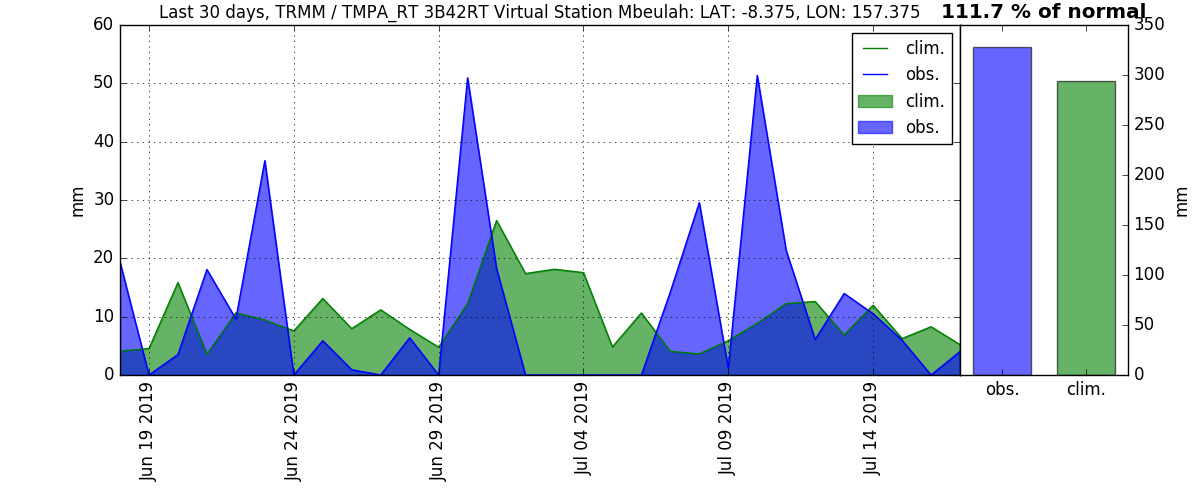 Last 30 days, TRMM / TMPA_RT 3B42RT Virtual Station Mbeulah: LAT: -8.375, LON: 157.375
111.7 % of normal
60
50
40
30
20
10
0
mm
clim.
obs.
clim.
obs.
Jun 19 2019
Jun 24 2019
Jun 29 2019
Jul 04 2019
Jul 09 2019
Jul 14 2019
350
300
250
200
150
100
50
0
mm
obs.
clim.